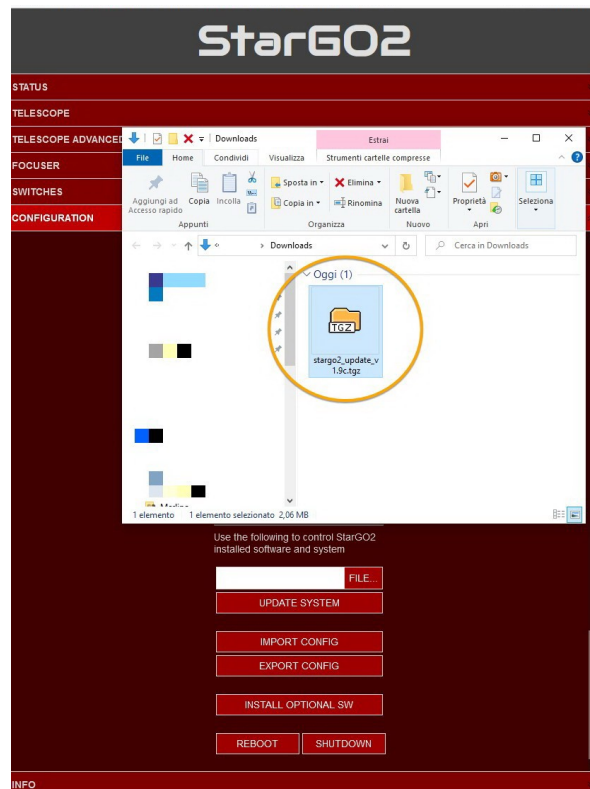 StarGO2
STATUS
TELESCOPE
TELESCOPE ADVANCED
FOCUSER
SWITCHES
CONFIGURATION
Downloads
Estrai
File
Home
Condividi
Visualizza
Strumenti cartelle compresse
Aggiungi ad
Accesso rapido
Copia
Incolla
Sposta in
Copia in
Elimina
Rinomina
Nuova
cartella
Proprietà
Seleziona
Appunti
Organizza
Nuovo
Apri
Downloads
Cerca in Downloads
Oggi (1)
TGZ
stargo2_update_v
1.9c.tgz
1 elemento
1 elemento selezionato 2,06 MB
Use the following to control StarGO2
installed software and system
FILE...
UPDATE SYSTEM
IMPORT CONFIG
EXPORT CONFIG
INSTALL OPTIONAL SW
REBOOT
SHUTDOWN
INFO